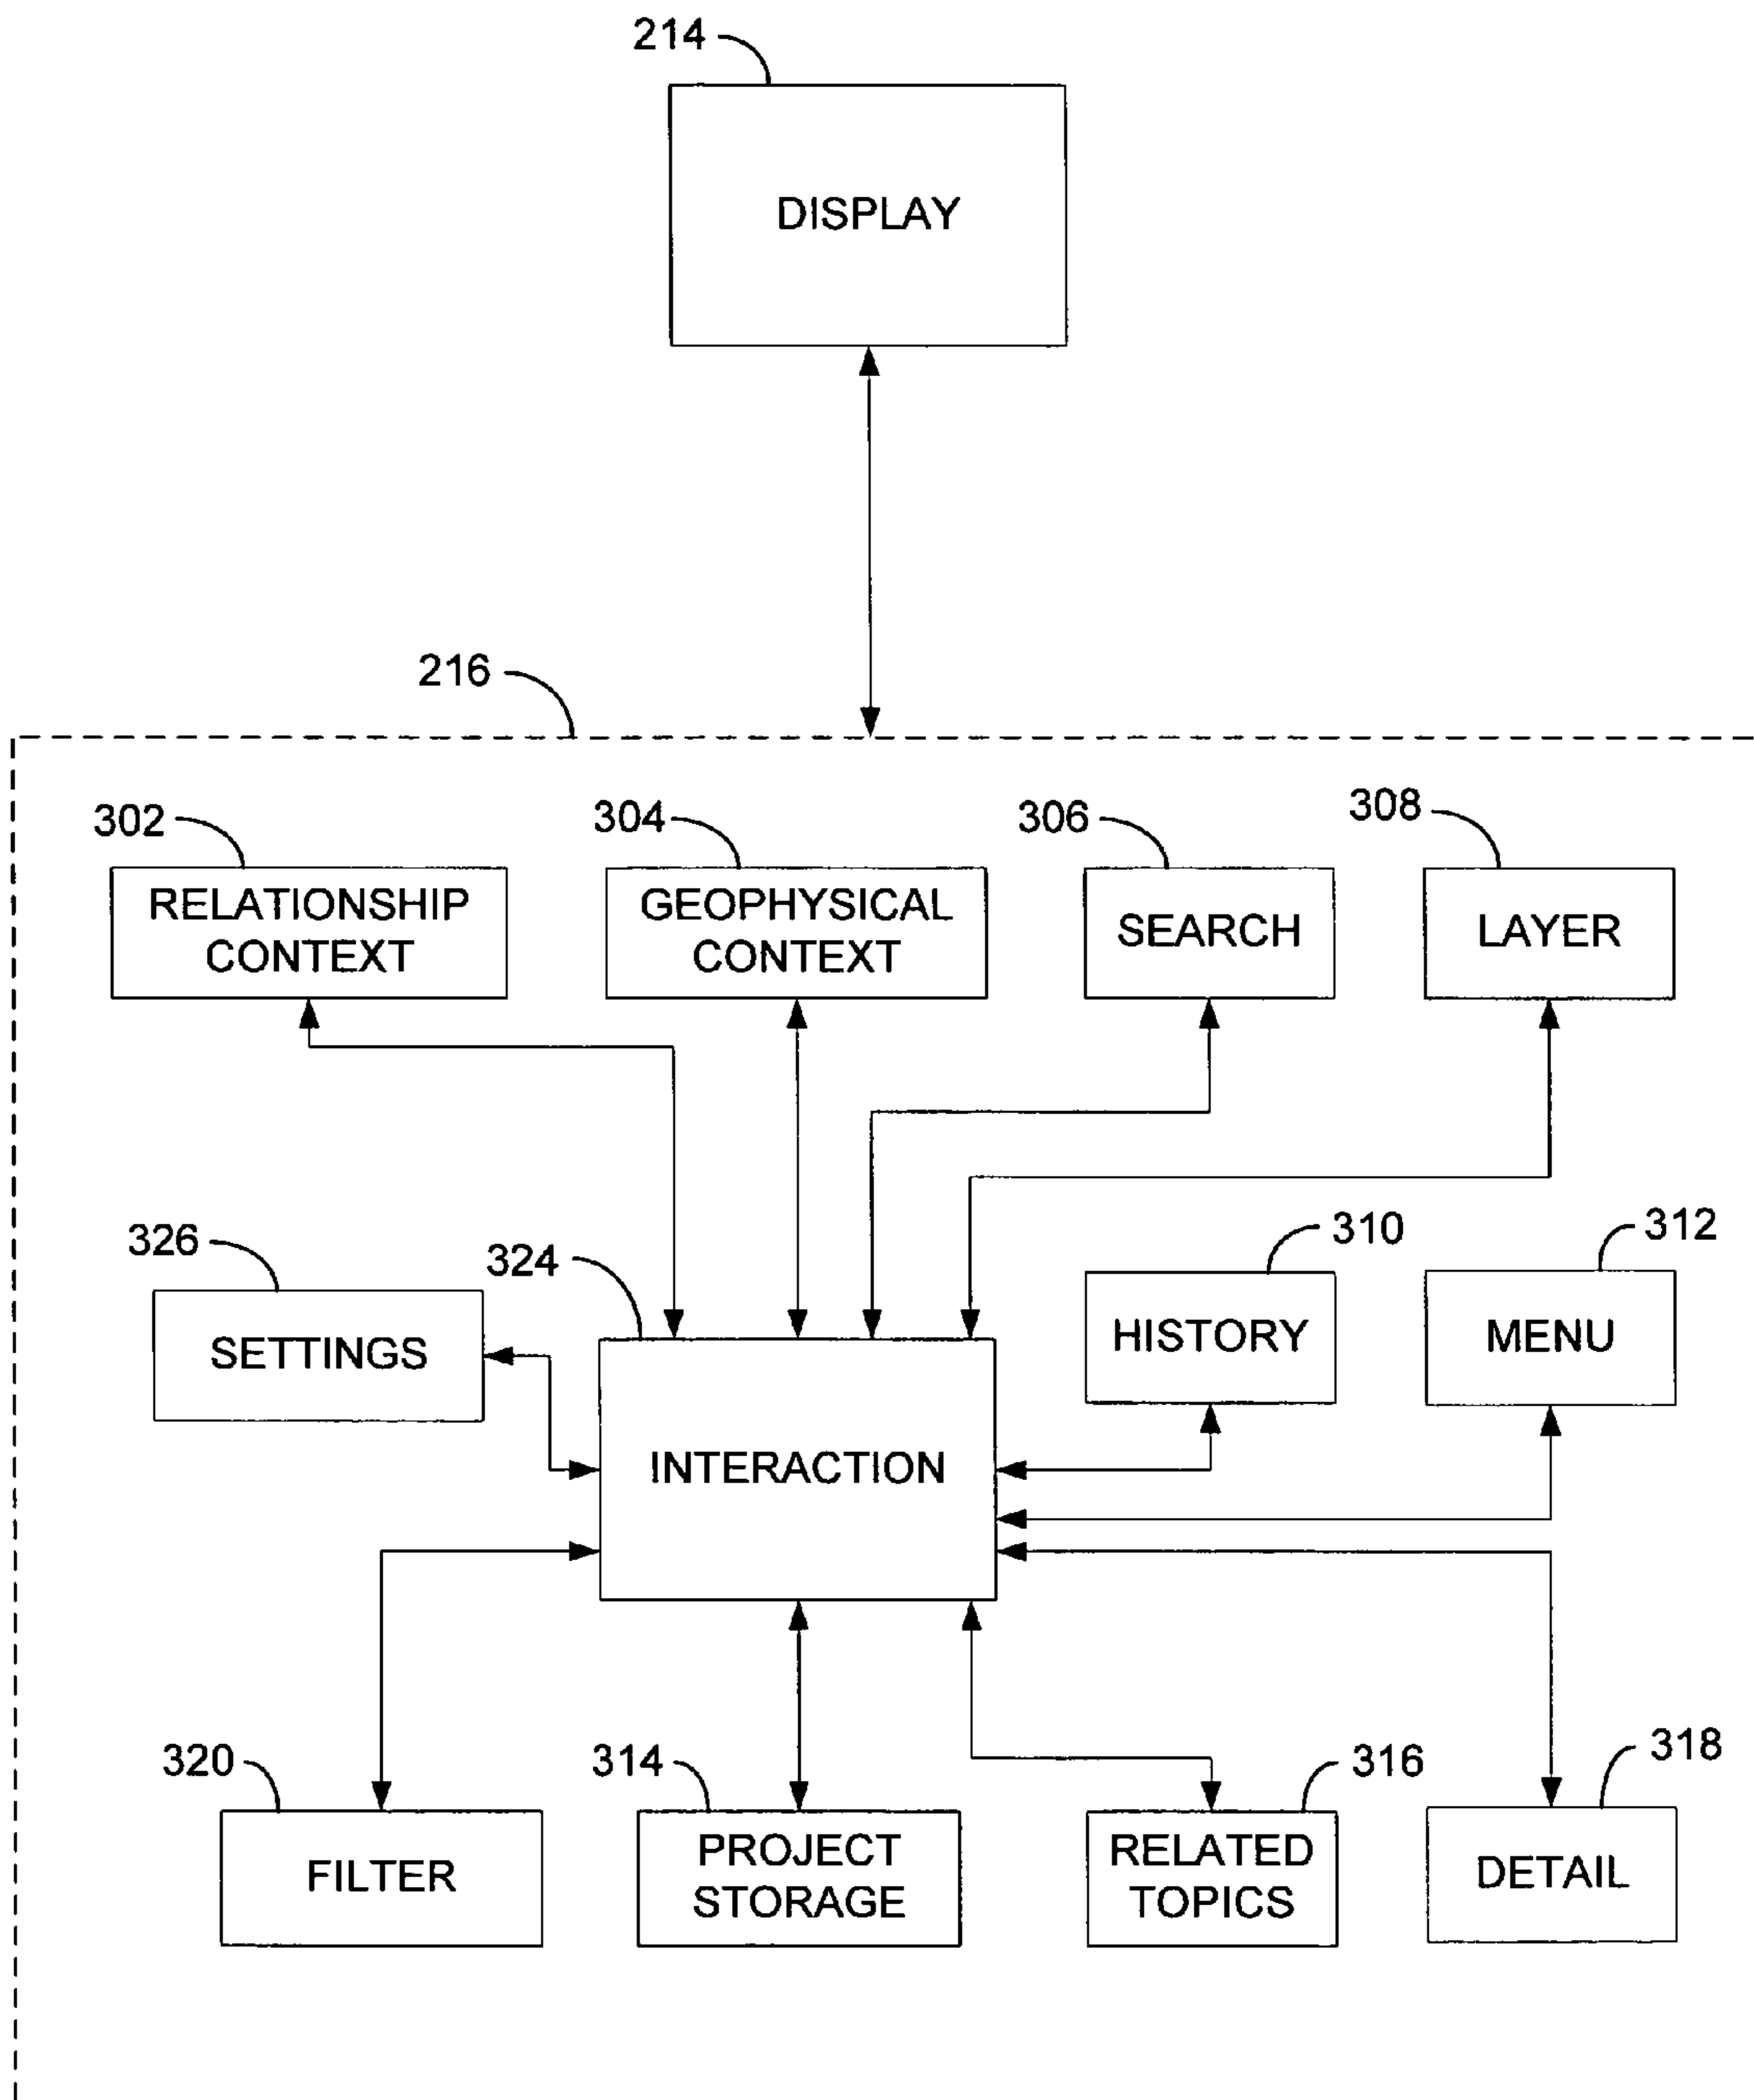 214
DISPLAY
216
302
304
306
308
RELATIONSHIP
CONTEXT
GEOPHYSICAL
CONTEXT
SEARCH
LAYER
326
324
310
312
SETTINGS
INTERACTION
HISTORY
MENU
320
314
316
318
FILTER
PROJECT
STORAGE
RELATED
TOPICS
DETAIL